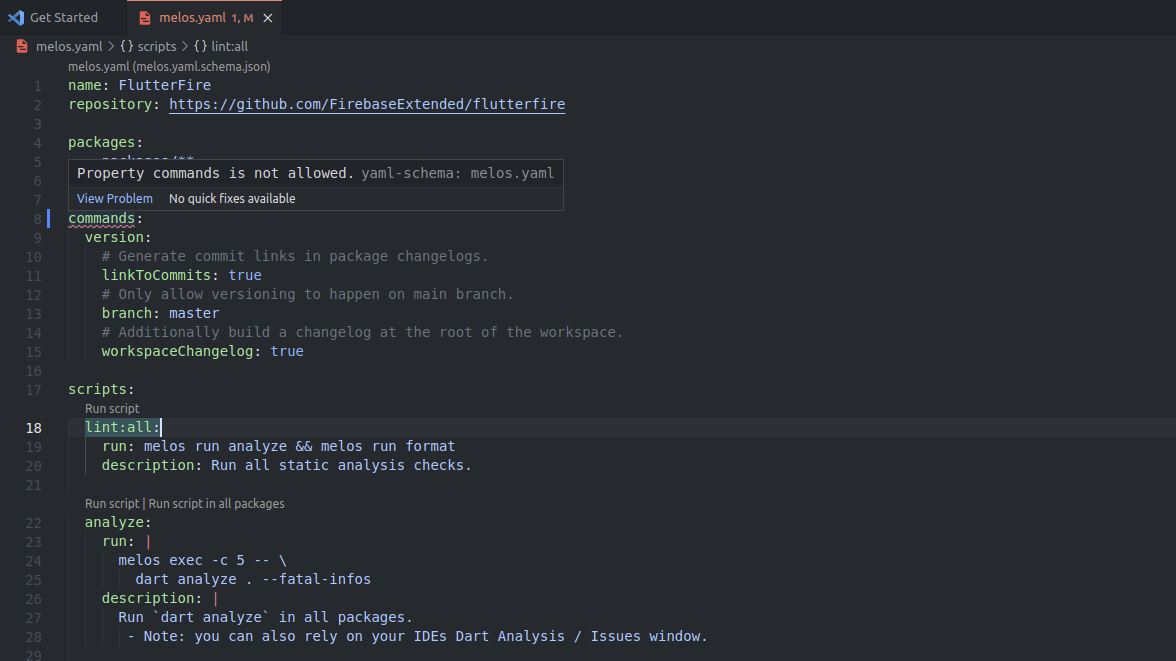 Get Started
melos.yaml 1, M
melos.yaml > {} scripts > {} lint:all
melos.yaml (melos.yaml.schema.json)
1 name: FlutterFire
2 repository: https://github.com/FirebaseExtended/flutterfire
3
4 packages:
5
6
Property commands is not allowed. yaml-schema: melos.yaml
7
View Problem No quick fixes available
8 commands:
9 version:
10 # Generate commit links in package changelogs.
11 linkToCommits: true
12 # Only allow versioning to happen on main branch.
13 branch: master
14 # Additionally build a changelog at the root of the workspace.
15 workspaceChangelog: true
16
17 scripts:
Run script
18 lint:all:
19 run: melos run analyze && melos run format
20 description: Run all static analysis checks.
21
Run script | Run script in all packages
22 analyze:
23 run: |
24 melos exec -c 5 -- \
25 dart analyze . --fatal-infos
26 description: |
27 Run `dart analyze` in all packages.
28 - Note: you can also rely on your IDEs Dart Analysis / Issues window.
29